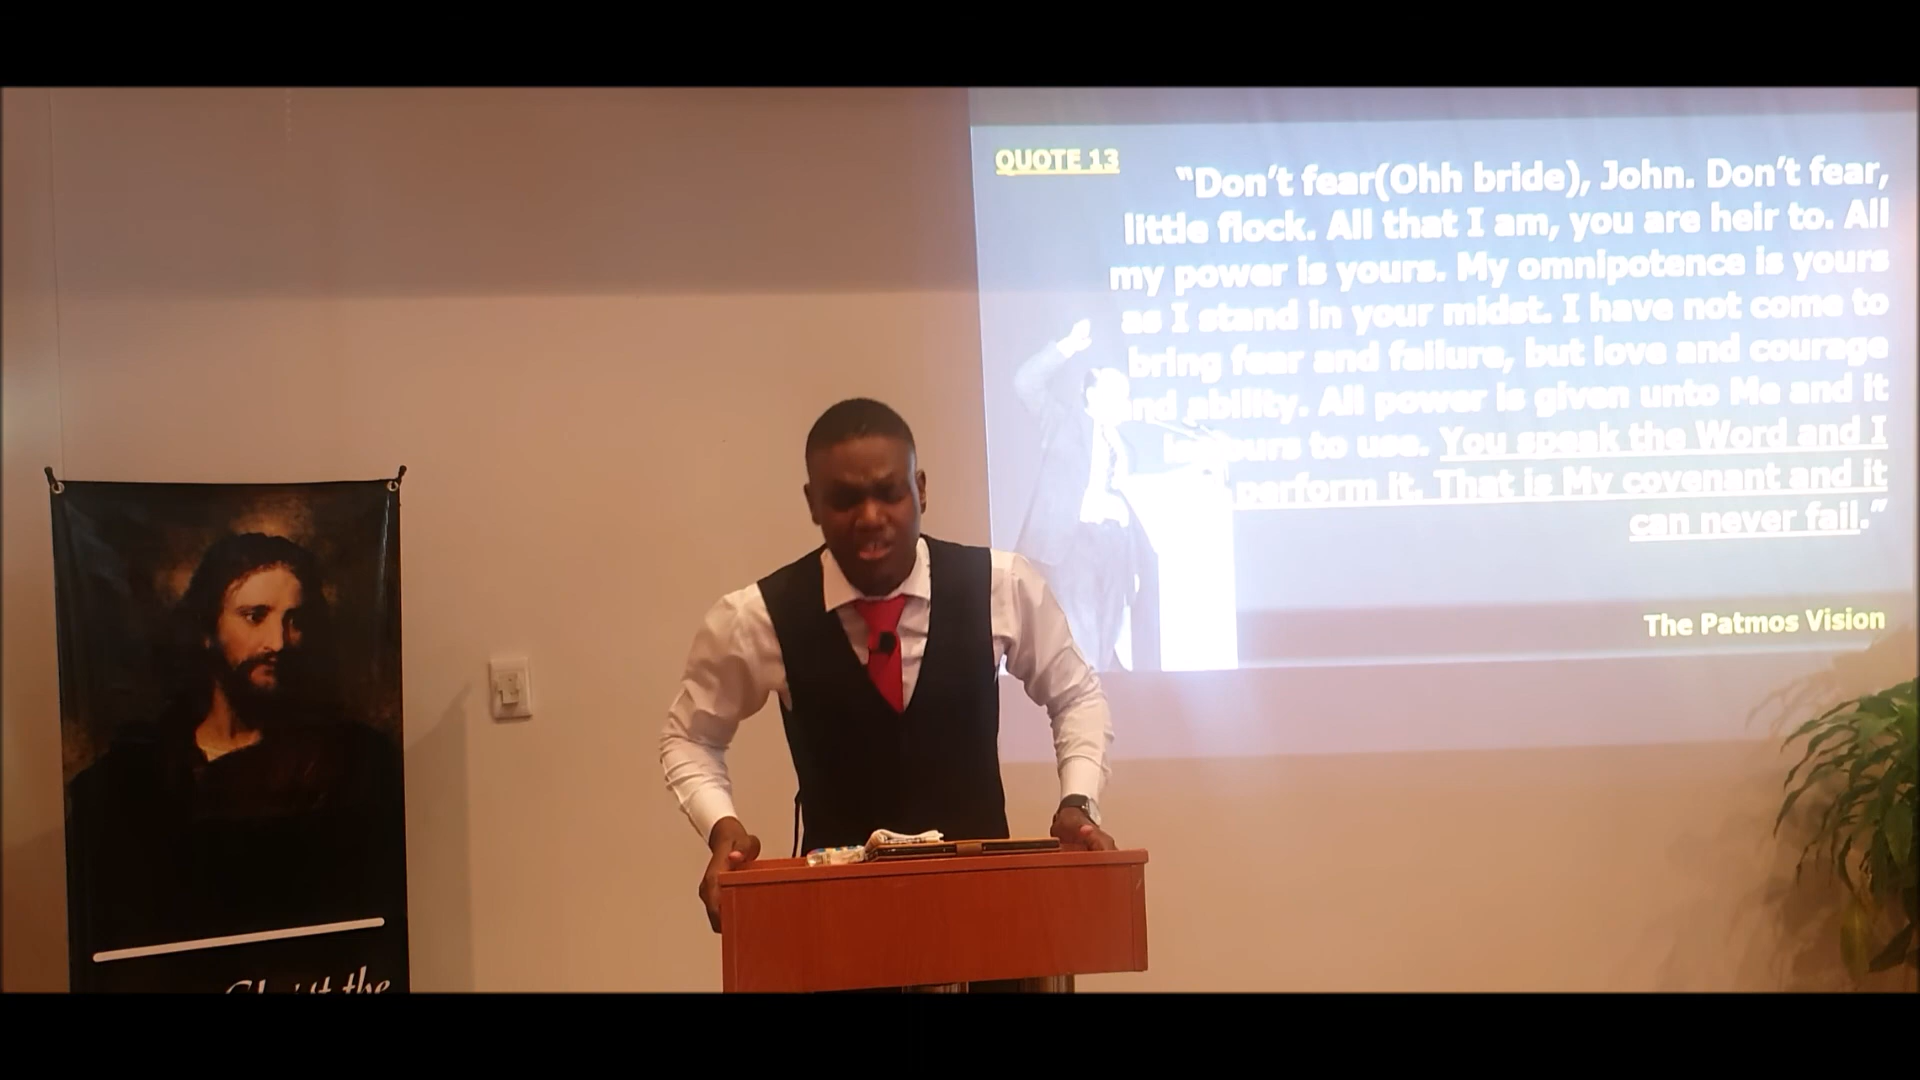 QUOTE 13
"Don't fear(Ohh bride), John. Don't fear,
little flock. All that I am, you are heir to. All
my power is yours. My omnipotence is yours
as I stand in your midst. I have not come to
bring fear and failure, but love and courage
and ability. All power is given unto Me and it
is yours to use. You speak the Word and I
perform it. That is My covenant and it
can never fail."
The Patmos Vision
Christ the